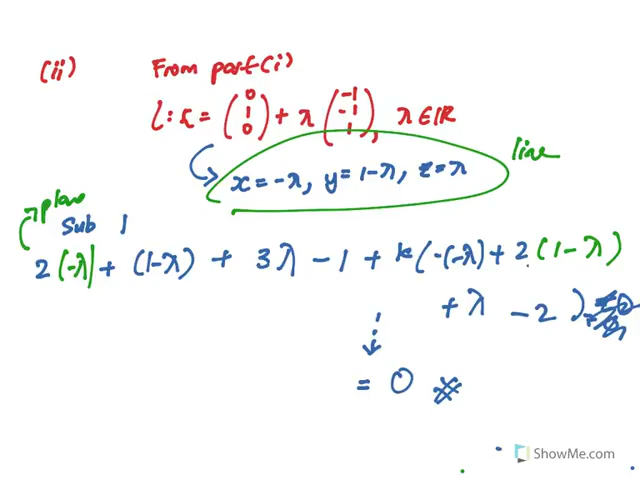 (ii) From part (i)
l: r = (0 1 0) + λ (-1 -1 1), λ ∈ ℝ
x = -λ, y = 1-λ, z = λ
line
plane
Sub
2(-λ) + (1-λ) + 3λ - 1 + k(-(-λ) + 2(1-λ)
+ λ - 2)
= 0 #
ShowMe.com